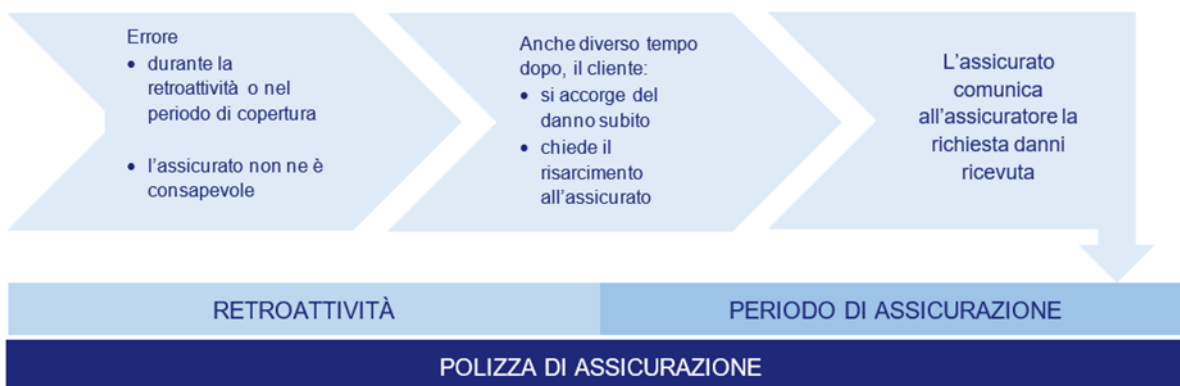 Errore
• durante la
retroattività o nel
periodo di copertura
• l'assicurato non ne è
consapevole
Anche diverso tempo
dopo, il cliente:
• si accorge del
danno subito
• chiede il
risarcimento
all'assicurato
L'assicurato
comunica
all'assicuratore la
richiesta danni
ricevuta
RETROATTIVITÀ
PERIODO DI ASSICURAZIONE
POLIZZA DI ASSICURAZIONE